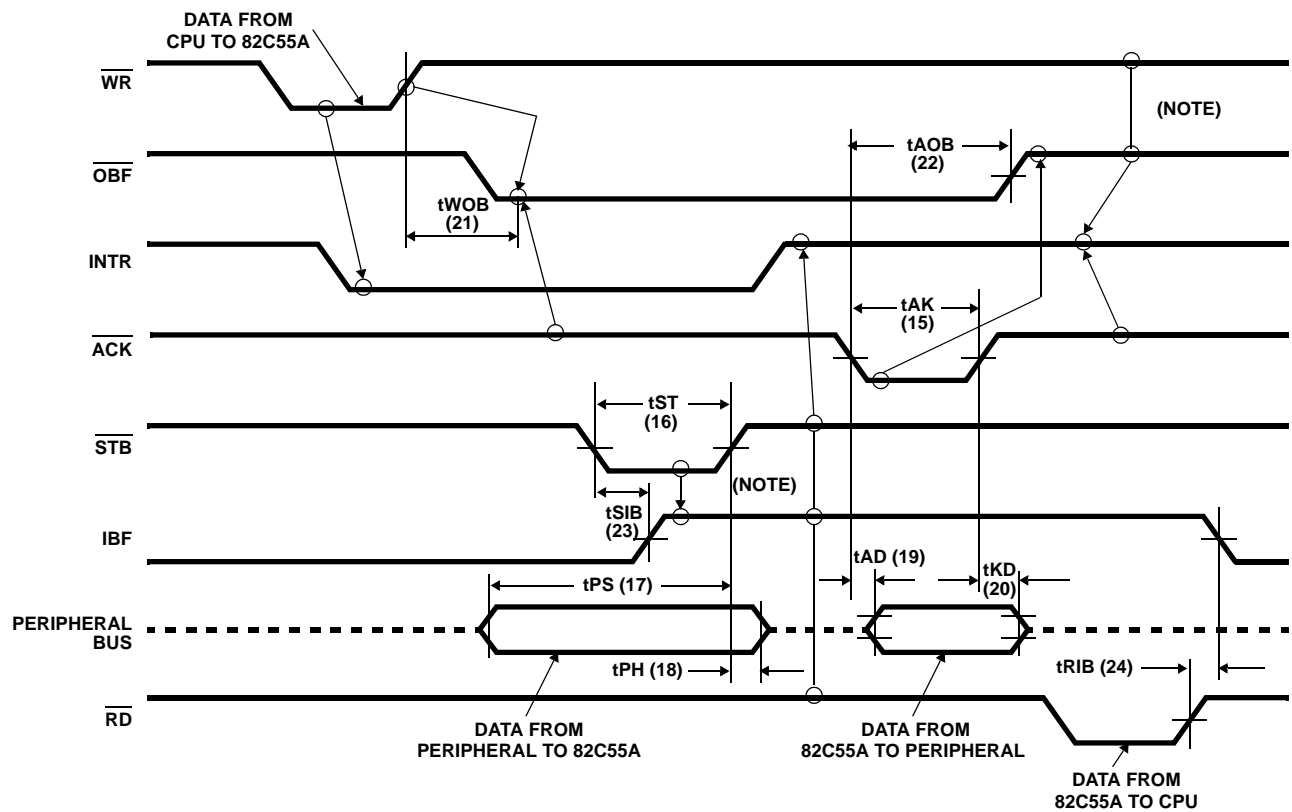 DATA FROM
CPU TO 82C55A
WR
(NOTE)
OBF
tAOB
(22)
tWOB
(21)
INTR
tAK
(15)
ACK
tST
(16)
STB
(NOTE)
tSIB
(23)
IBF
tAD (19)
tKD
(20)
tPS (17)
PERIPHERAL
BUS
tPH (18)
tRIB (24)
RD
DATA FROM
PERIPHERAL TO 82C55A
DATA FROM
82C55A TO PERIPHERAL
DATA FROM
82C55A TO CPU